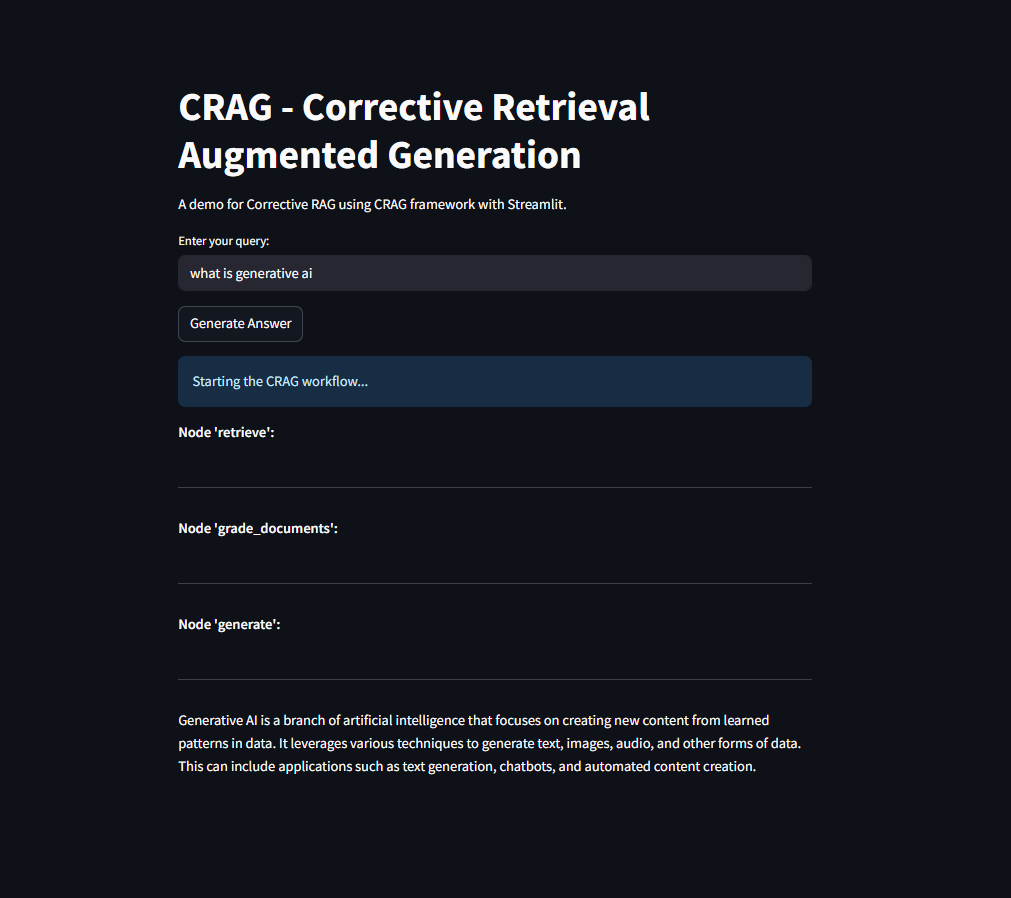 CRAG - Corrective Retrieval
Augmented Generation
A demo for Corrective RAG using CRAG framework with Streamlit.
Enter your query:
what is generative ai
Generate Answer
Starting the CRAG workflow...
Node 'retrieve':
Node 'grade_documents':
Node 'generate':
Generative AI is a branch of artificial intelligence that focuses on creating new content from learned
patterns in data. It leverages various techniques to generate text, images, audio, and other forms of data.
This can include applications such as text generation, chatbots, and automated content creation.